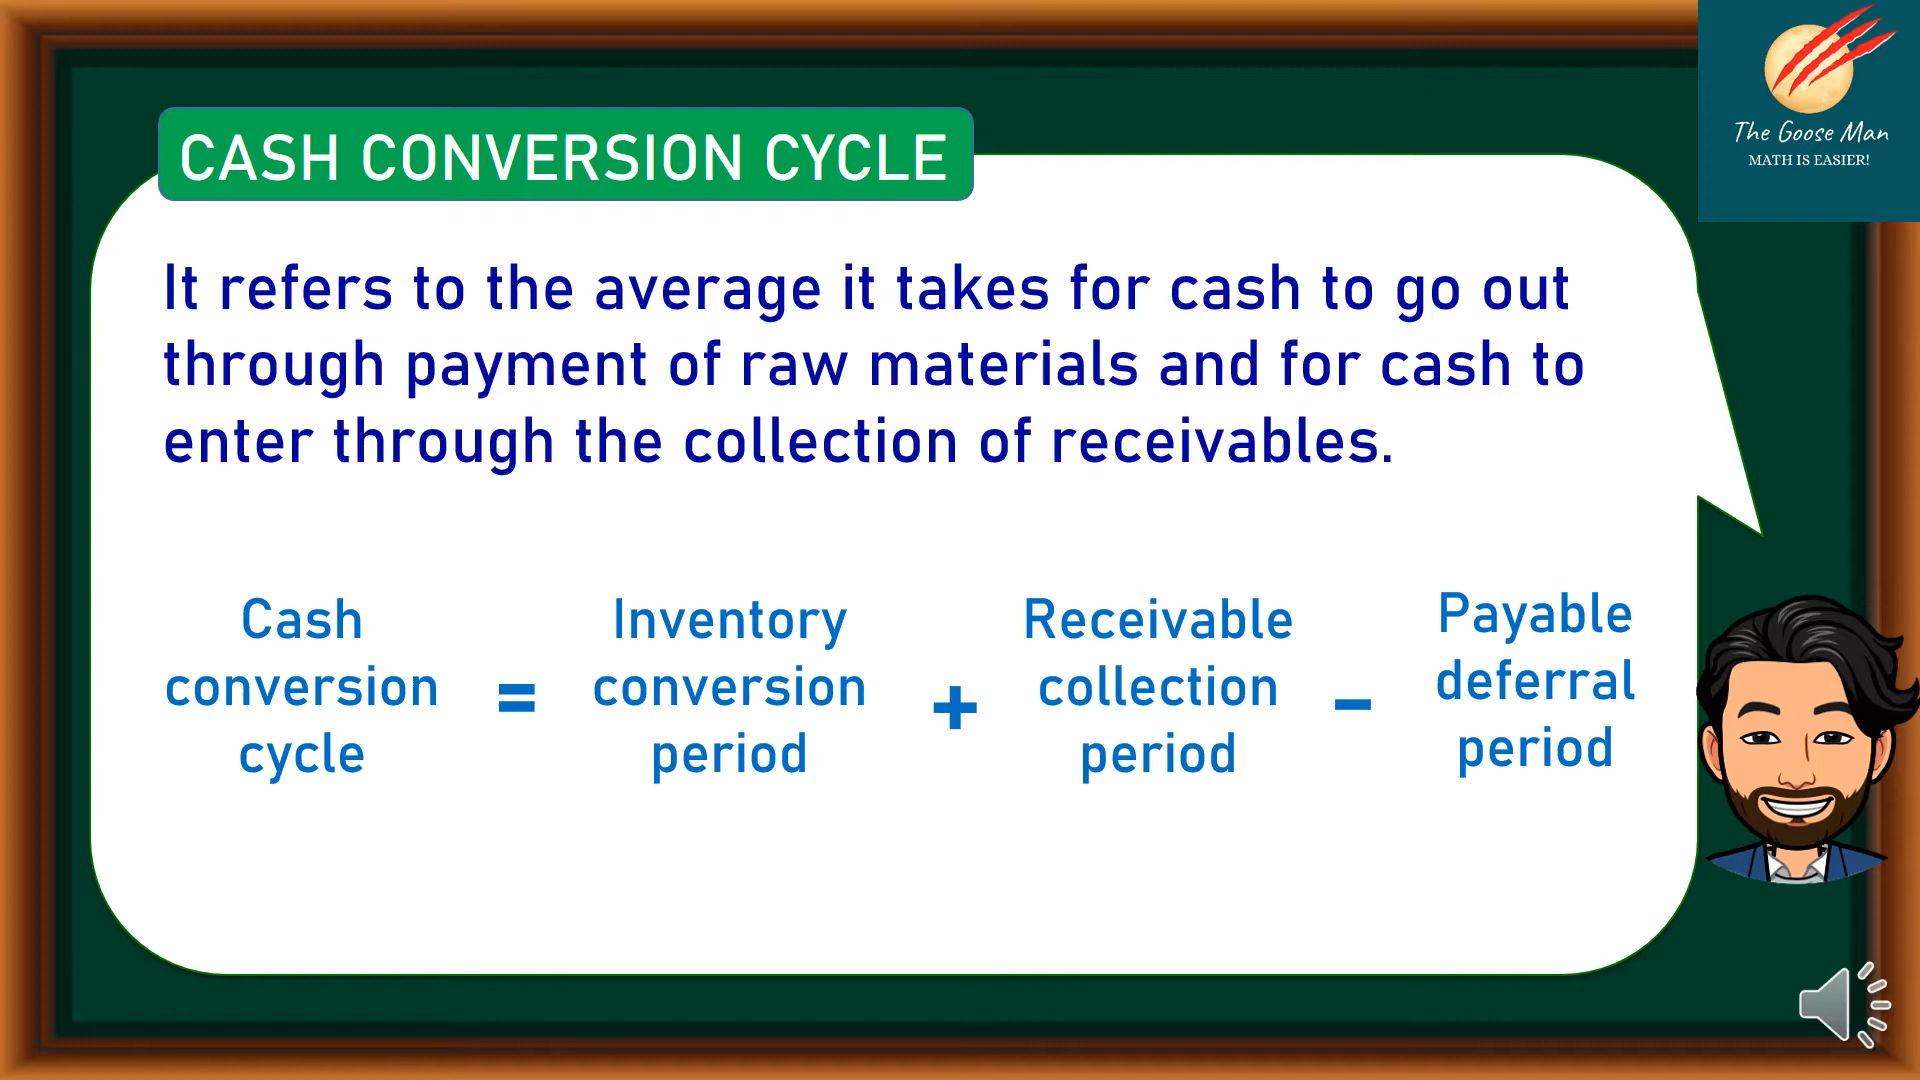 The Goose Man
MATH IS EASIER!
CASH CONVERSION CYCLE
It refers to the average it takes for cash to go out
through payment of raw materials and for cash to
enter through the collection of receivables.
Cash
conversion
cycle
=
Inventory
conversion
period
+
Receivable
collection
period
–
Payable
deferral
period